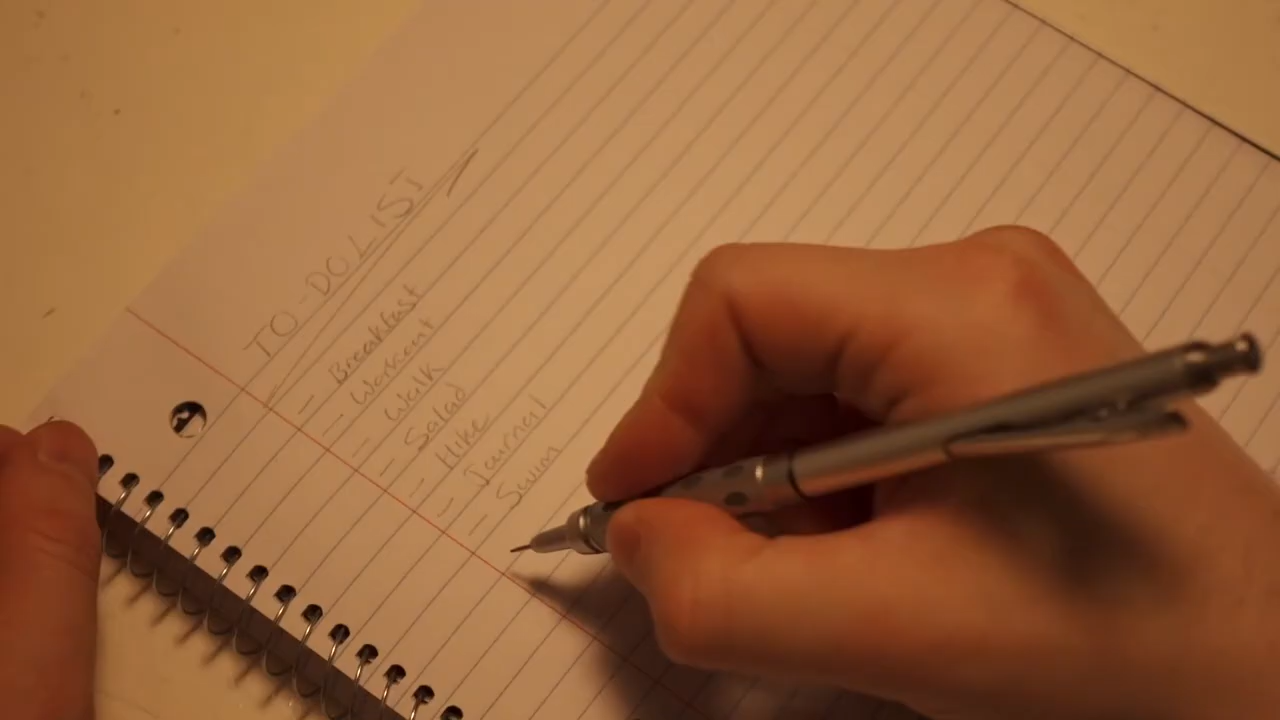 TO-DO LIST
- Breakfast
- Workout
- Walk
- Salad
- Hike
- Journal
- Swim